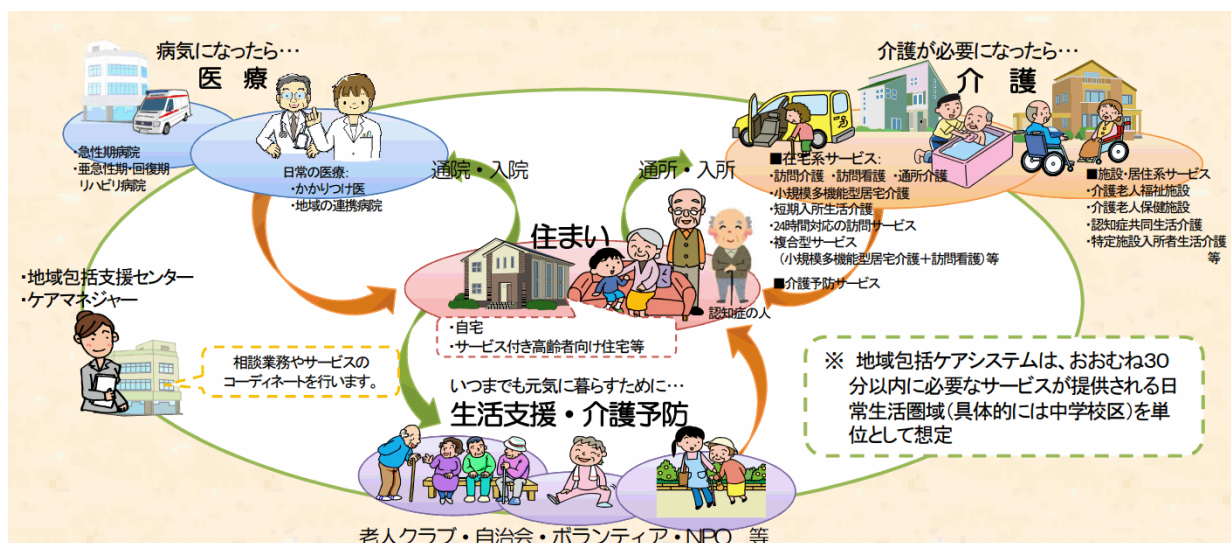 病気になったら…
医 療
・急性期病院
・亜急性期・回復期
リハビリ病院
日常の医療:
・かかりつけ医
・地域の連携病院
通院・入院
通所・入所
介護が必要になったら…
介 護
■在宅系サービス:
・訪問介護 ・訪問看護 ・通所介護
・小規模多機能型居宅介護
・短期入所生活介護
・24時間対応の訪問サービス
・複合型サービス
(小規模多機能型居宅介護+訪問看護)等
■介護予防サービス
■施設・居住系サービス
・介護老人福祉施設
・介護老人保健施設
・認知症共同生活介護
・特定施設入所者生活介護
等
住まい
認知症の人
・自宅
・サービス付き高齢者向け住宅等
・地域包括支援センター
・ケアマネジャー
相談業務やサービスの
コーディネートを行います。
いつまでも元気に暮らすために…
生活支援・介護予防
老人クラブ・自治会・ボランティア・NPO 等
※ 地域包括ケアシステムは、おおむね30
分以内に必要なサービスが提供される日
常生活圏域(具体的には中学校区)を単
位として想定